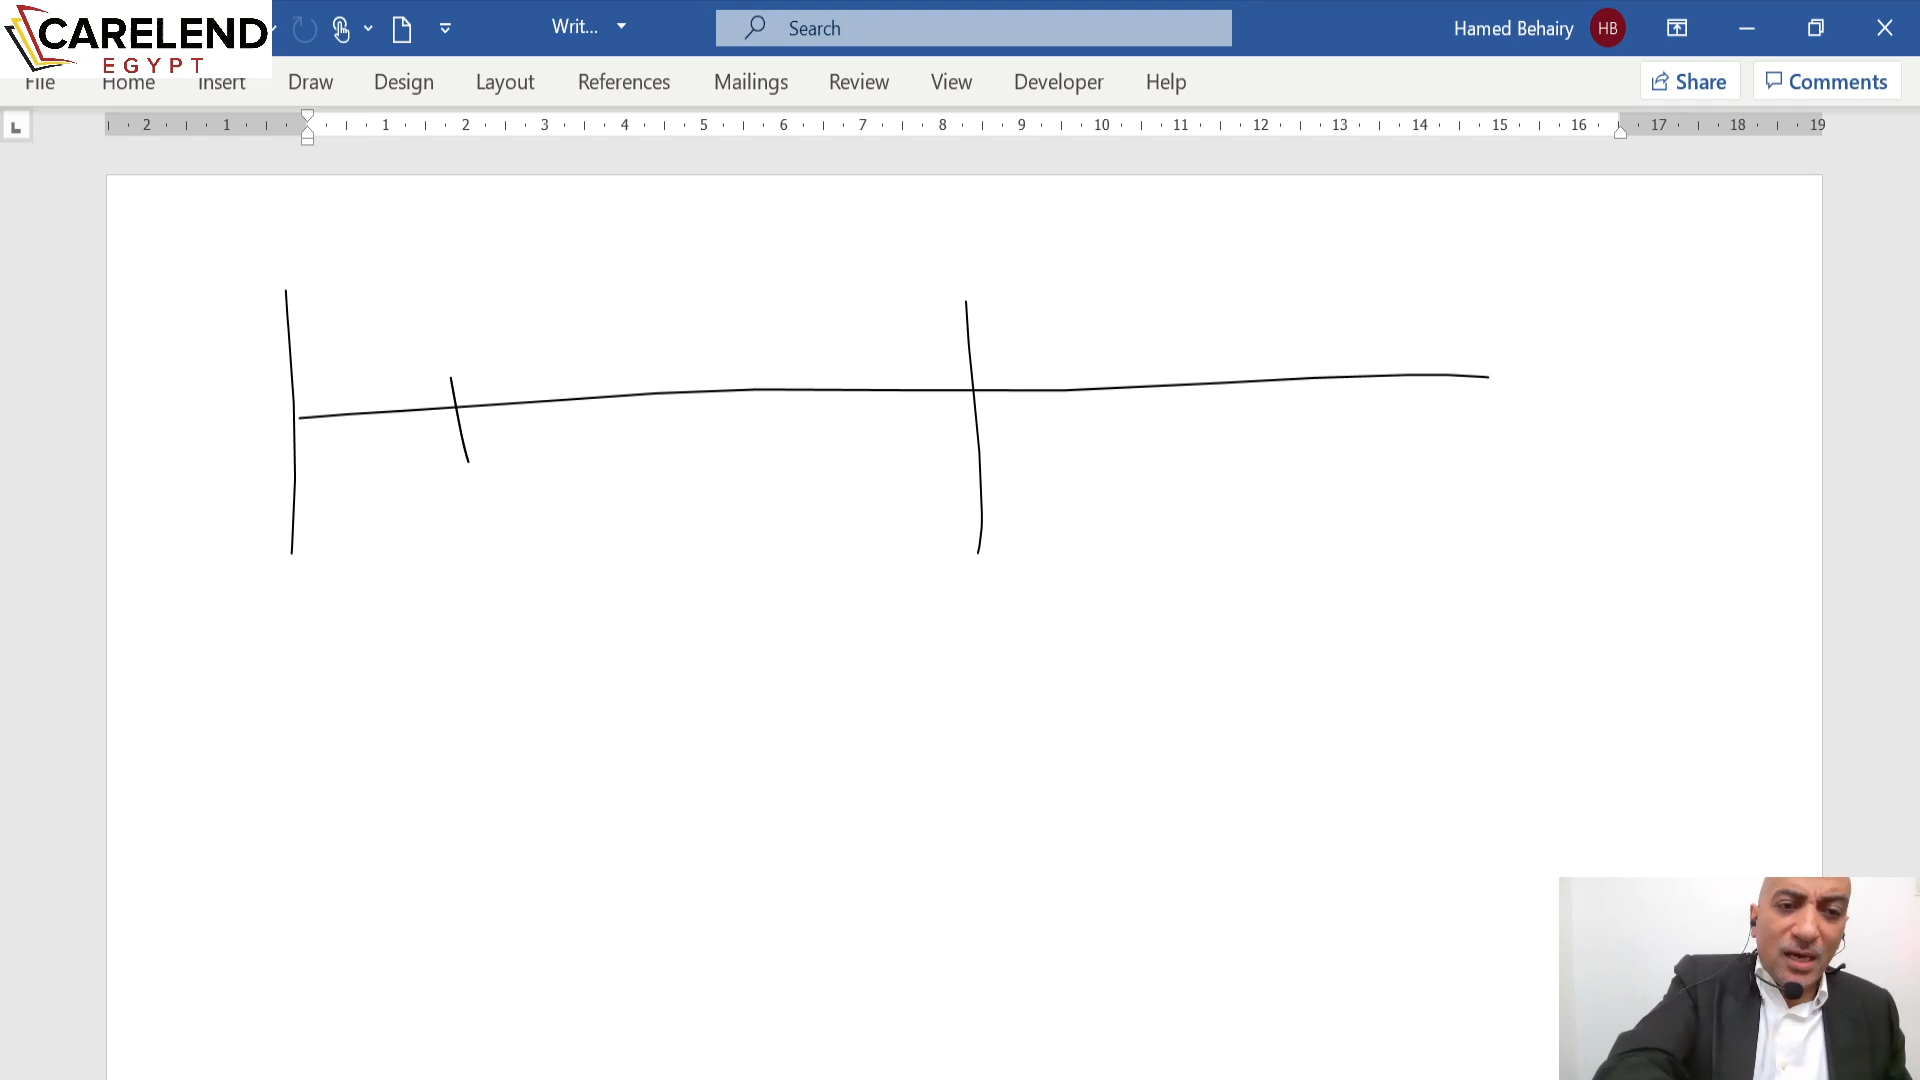 CARELEND
EGYPT
Writ...
Search
Hamed Behairy
HB
File
Home
Insert
Draw
Design
Layout
References
Mailings
Review
View
Developer
Help
Share
Comments
L
2 1 1 2 3 4 5 6 7 8 9 10 11 12 13 14 15 16 17 18 19